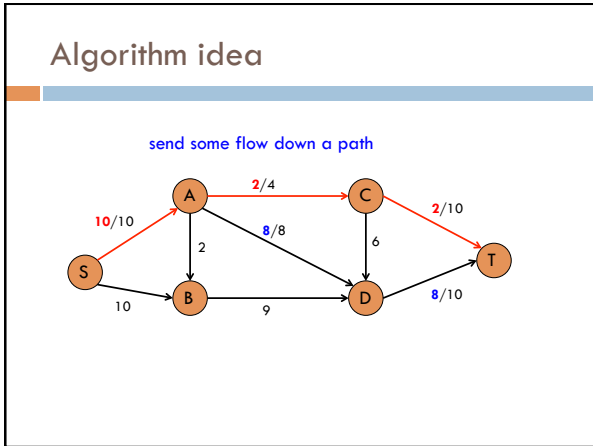 Algorithm idea
send some flow down a path
A
2/4
C
10/10
2
8/8
6
2/10
S
T
10
B
9
D
8/10